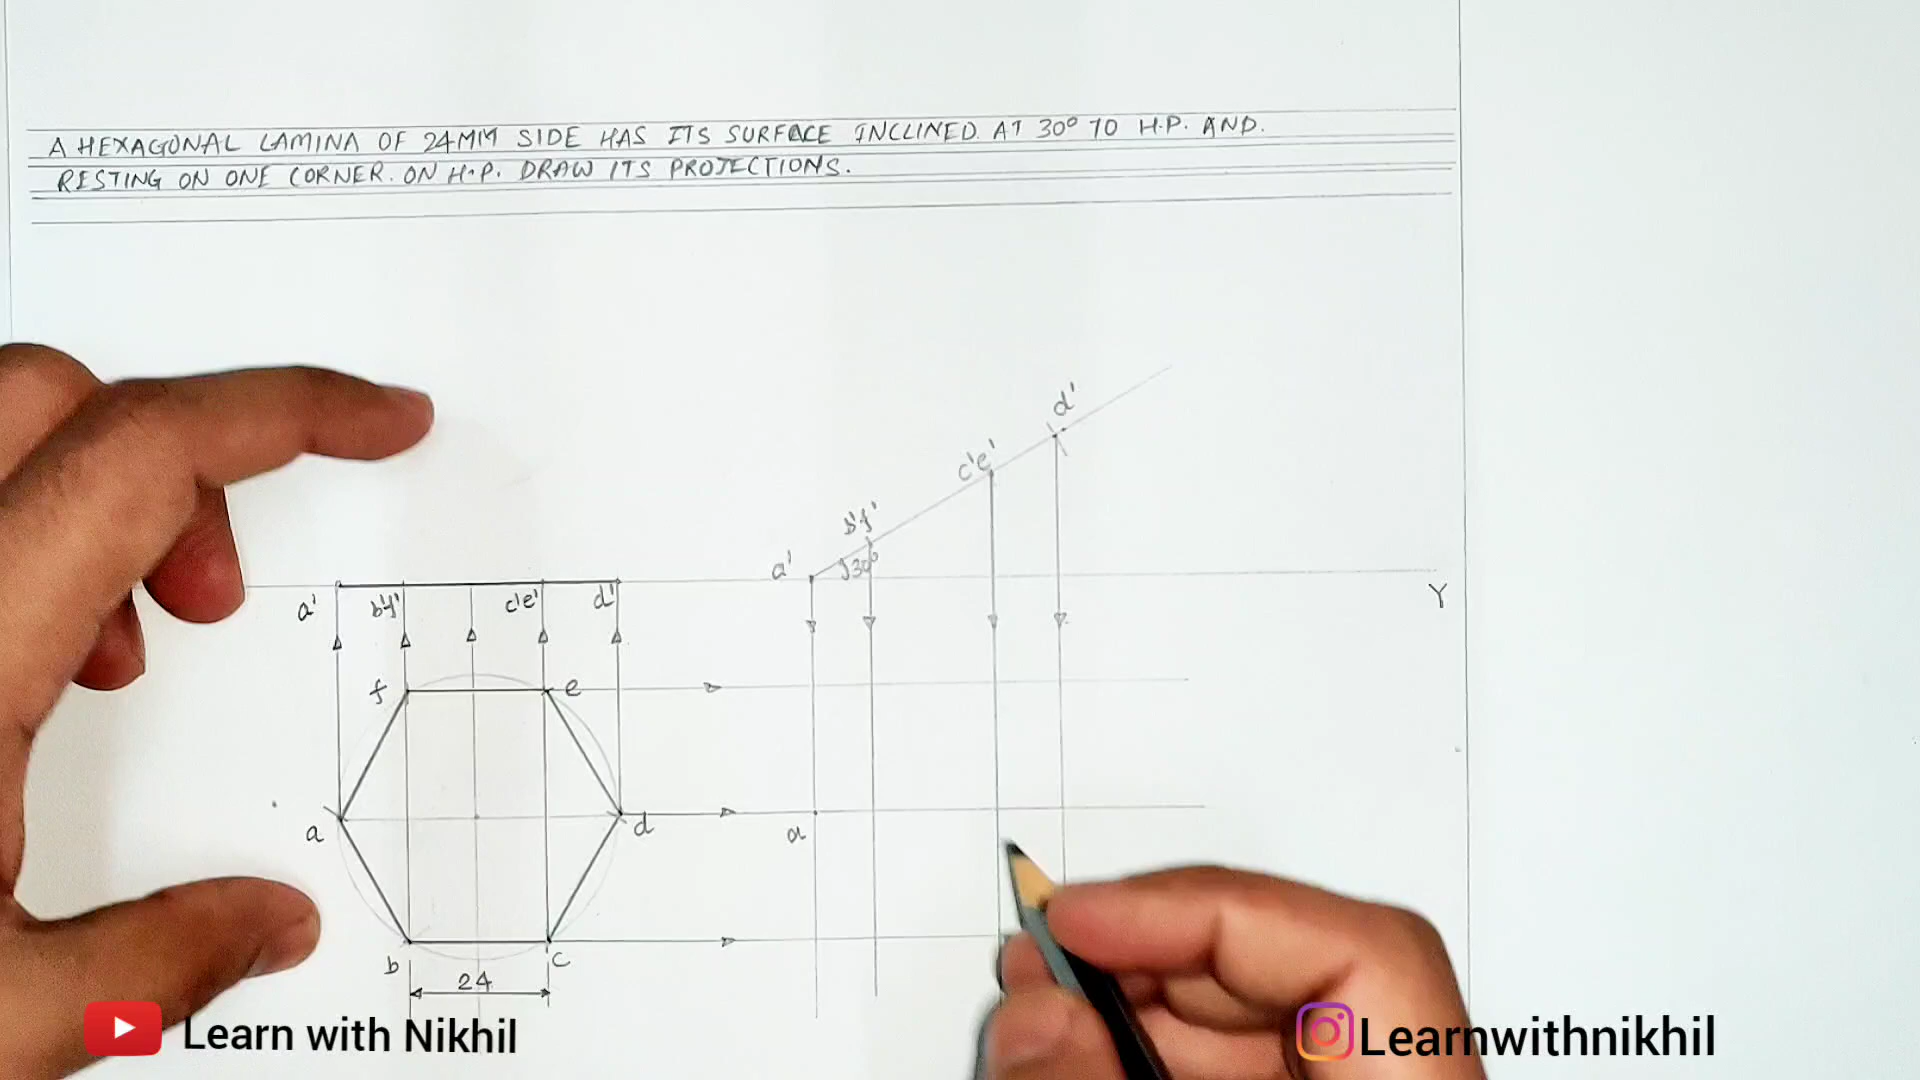 A HEXAGONAL LAMINA OF 24MM SIDE HAS ITS SURFACE INCLINED AT 30° TO H.P. AND.
RESTING ON ONE CORNER. ON H.P. DRAW ITS PROJECTIONS.
d'
c'e'
b'f'
a' 30°
a' b'f' c'e' d' Y
f e
a d a
b c
24
Learn with Nikhil
Learnwithnikhil